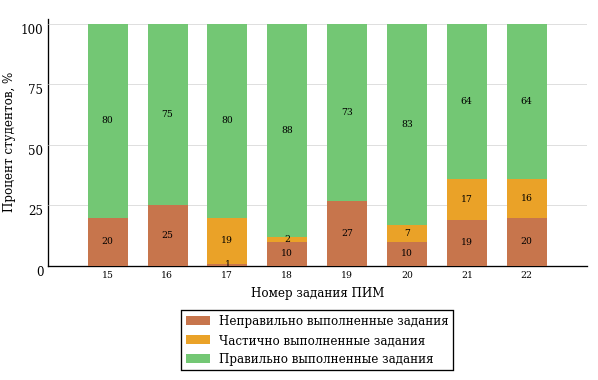 Процент студентов, %
100
75
50
25
0
80 75 80 88 73 83 64 64
19 2 7 17 16
20 25 1 10 27 10 19 20
15 16 17 18 19 20 21 22
Номер задания ПИМ
Неправильно выполненные задания
Частично выполненные задания
Правильно выполненные задания